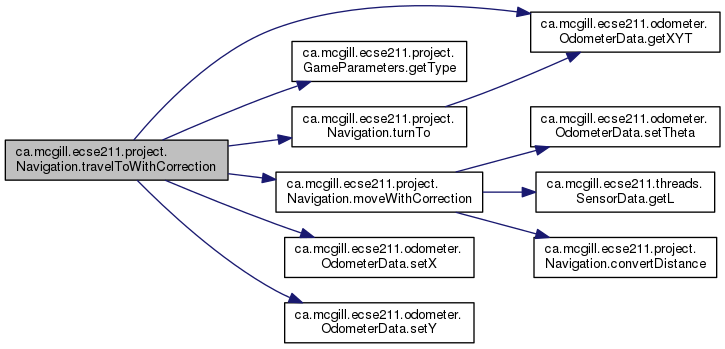 ca.mcgill.ecse211.odometer.
OdometerData.getXYT
ca.mcgill.ecse211.project.
GameParameters.getType
ca.mcgill.ecse211.project.
Navigation.turnTo
ca.mcgill.ecse211.odometer.
OdometerData.setTheta
ca.mcgill.ecse211.project.
Navigation.travelToWithCorrection
ca.mcgill.ecse211.project.
Navigation.moveWithCorrection
ca.mcgill.ecse211.threads.
SensorData.getL
ca.mcgill.ecse211.odometer.
OdometerData.setX
ca.mcgill.ecse211.project.
Navigation.convertDistance
ca.mcgill.ecse211.odometer.
OdometerData.setY